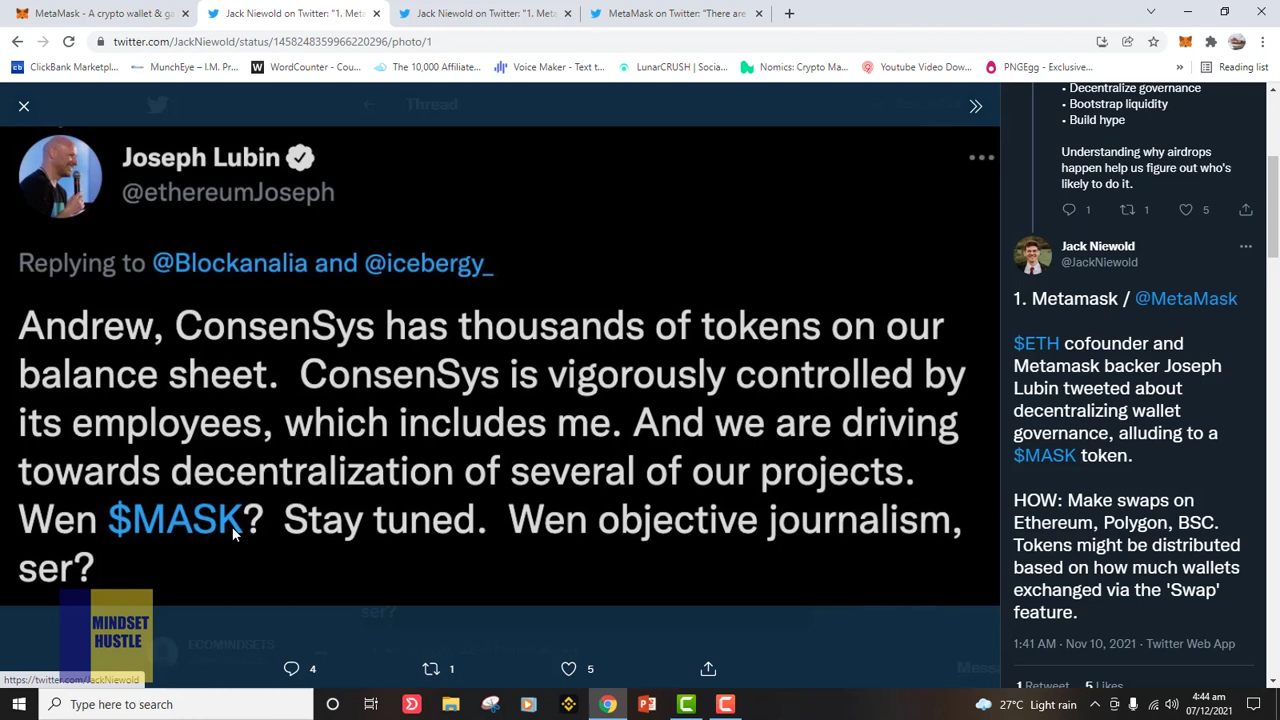 MetaMask - A crypto wallet & ga
Jack Niewold on Twitter: "1. Meta
Jack Niewold on Twitter: "1. Meta
MetaMask on Twitter: "There are
twitter.com/JackNiewold/status/1458248359966220296/photo/1
ClickBank Marketpl...
MunchEye – I.M. Pro...
WordCounter - Cou...
The 10,000 Affiliate...
Voice Maker - Text t...
LunarCRUSH | Socia...
Nomics: Crypto Ma...
Youtube Video Dow...
PNGEgg - Exclusive...
Reading list
Thread
Joseph Lubin
@ethereumJoseph
Replying to @Blockanalia and @icebergy_
Andrew, ConsenSys has thousands of tokens on our
balance sheet. ConsenSys is vigorously controlled by
its employees, which includes me. And we are driving
towards decentralization of several of our projects.
Wen $MASK? Stay tuned. Wen objective journalism,
ser?
ser?
MINDSET
HUSTLE
ECOMINDSETS
4
1
5
https://twitter.com/JackNiewold
• Decentralize governance
• Bootstrap liquidity
• Build hype
Understanding why airdrops
happen help us figure out who's
likely to do it.
1
1
5
Jack Niewold
@JackNiewold
1. Metamask / @MetaMask
$ETH cofounder and
Metamask backer Joseph
Lubin tweeted about
decentralizing wallet
governance, alluding to a
$MASK token.
HOW: Make swaps on
Ethereum, Polygon, BSC.
Tokens might be distributed
based on how much wallets
exchanged via the 'Swap'
feature.
1:41 AM · Nov 10, 2021 · Twitter Web App
1 Retweet 5 Likes
Type here to search
27°C Light rain
4:44 am
07/12/2021